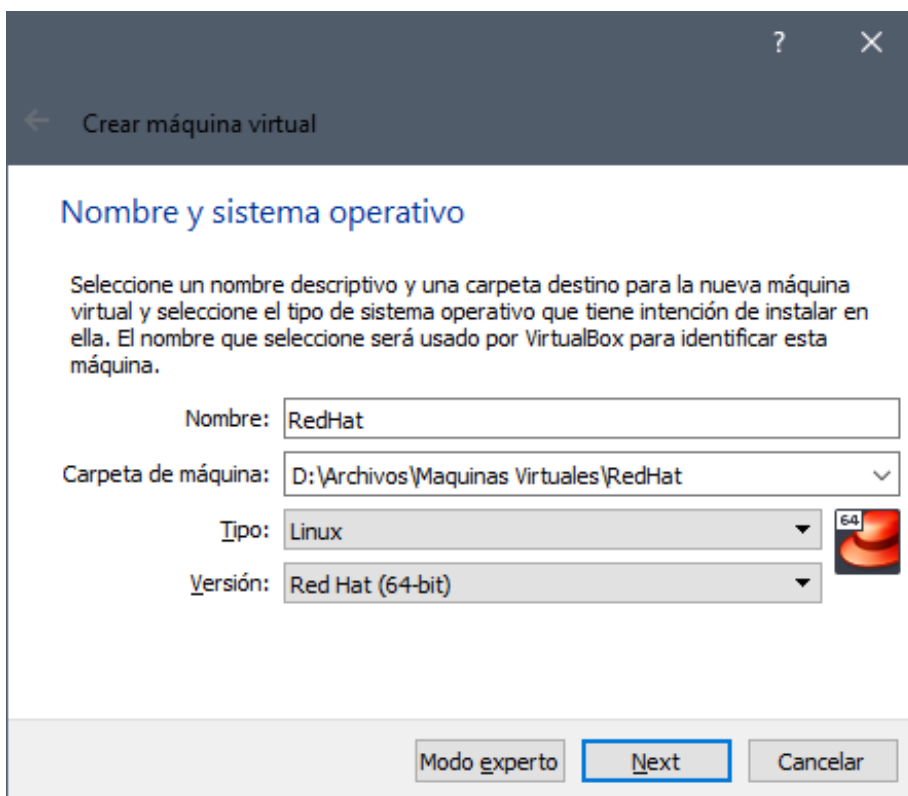 ?
Crear máquina virtual
Nombre y sistema operativo
Seleccione un nombre descriptivo y una carpeta destino para la nueva máquina
virtual y seleccione el tipo de sistema operativo que tiene intención de instalar en
ella. El nombre que seleccione será usado por VirtualBox para identificar esta
máquina.
Nombre: RedHat
Carpeta de máquina: D:\Archivos\Maquinas Virtuales\RedHat
Tipo: Linux
64
Versión: Red Hat (64-bit)
Modo experto Next Cancelar